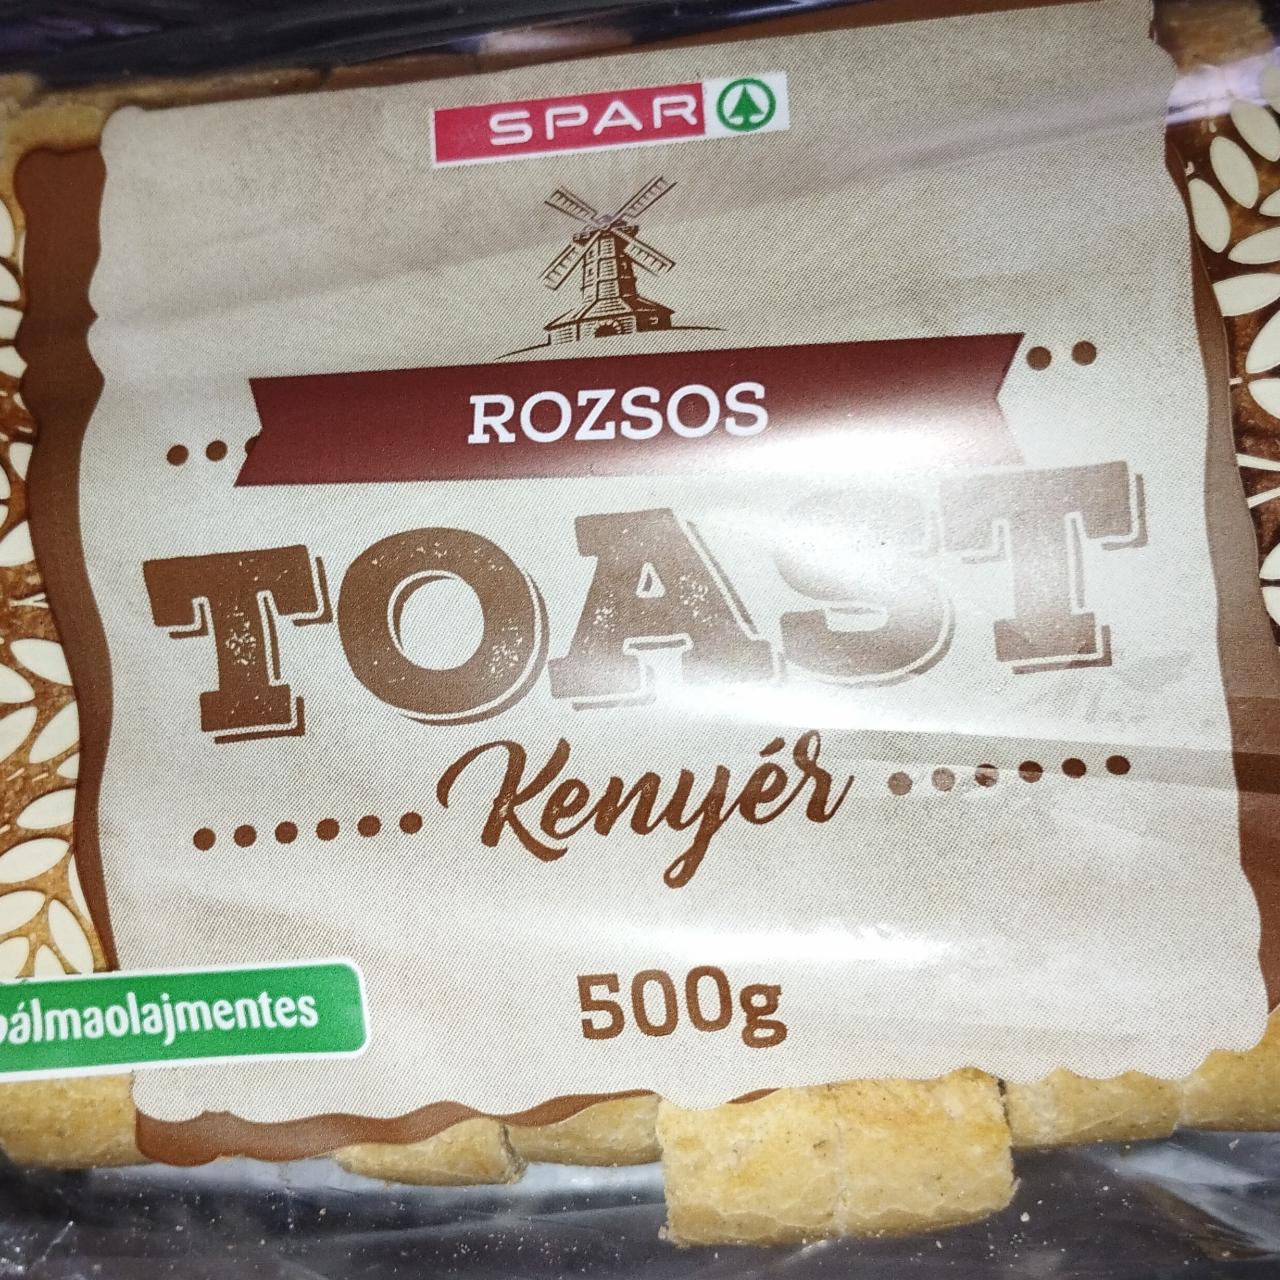 SPAR
ROZSOS
TOAST
Kenyér
500g
pálmaolajmentes